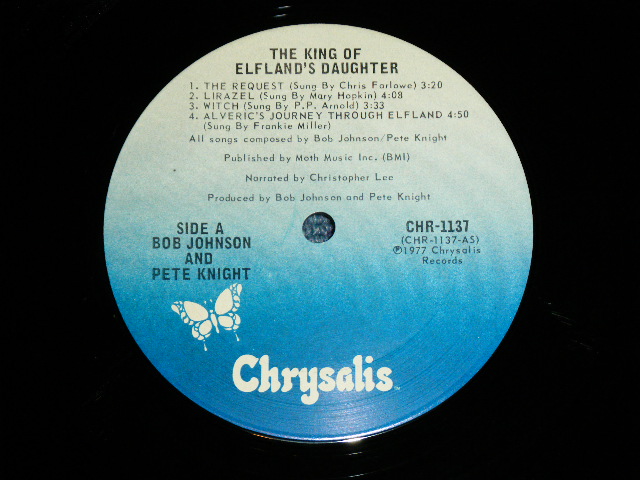 THE KING OF
ELFLAND'S DAUGHTER
1. THE REQUEST (Sung By Chris Farlowe) 3:20
2. LIRAZEL (Sung By Mary Hopkin) 4:08
3. WITCH (Sung By P.P. Arnold) 3:33
4. ALVERIC'S JOURNEY THROUGH ELFLAND 4:50
(Sung By Frankie Miller)
All songs composed by Bob Johnson/Pete Knight
Published by Moth Music Inc. (BMI)
Narrated by Christopher Lee
Produced by Bob Johnson and Pete Knight
SIDE A
BOB JOHNSON
AND
PETE KNIGHT
CHR-1137
(CHR-1137-AS)
℗1977 Chrysalis
Records
Chrysalis™